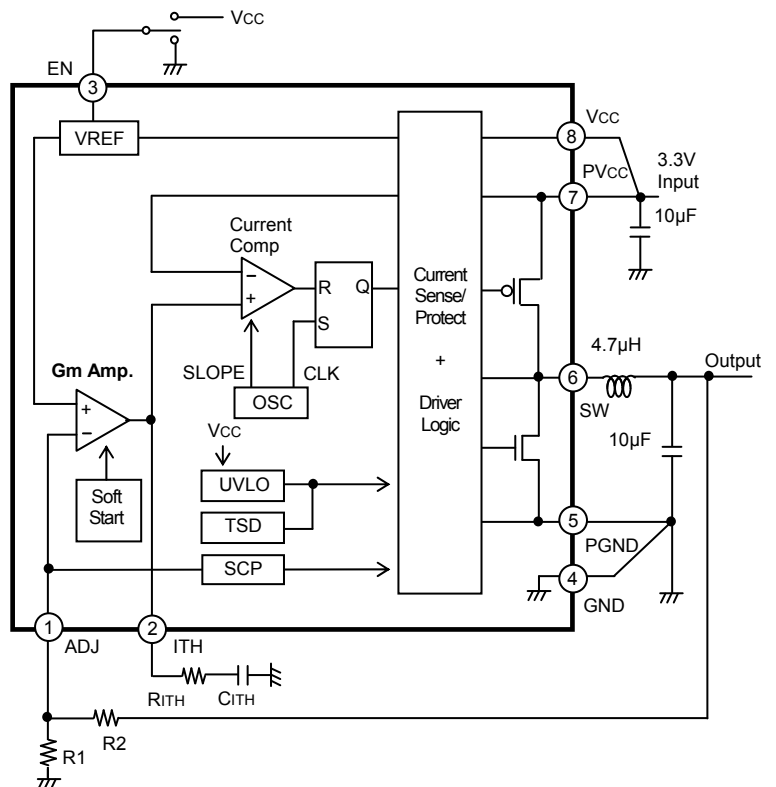 VCC
EN
3
VREF
VCC
8
3.3V
Input
PVCC
7
10µF
Current
Comp
−
+
R
Q
S
Current
Sense/
Protect
+
Driver
Logic
4.7µH
Output
6
SW
SLOPE
CLK
Gm Amp.
OSC
+
−
VCC
10µF
Soft
Start
UVLO
TSD
5
PGND
SCP
4
GND
1
ADJ
2
ITH
RITH
CITH
R2
R1